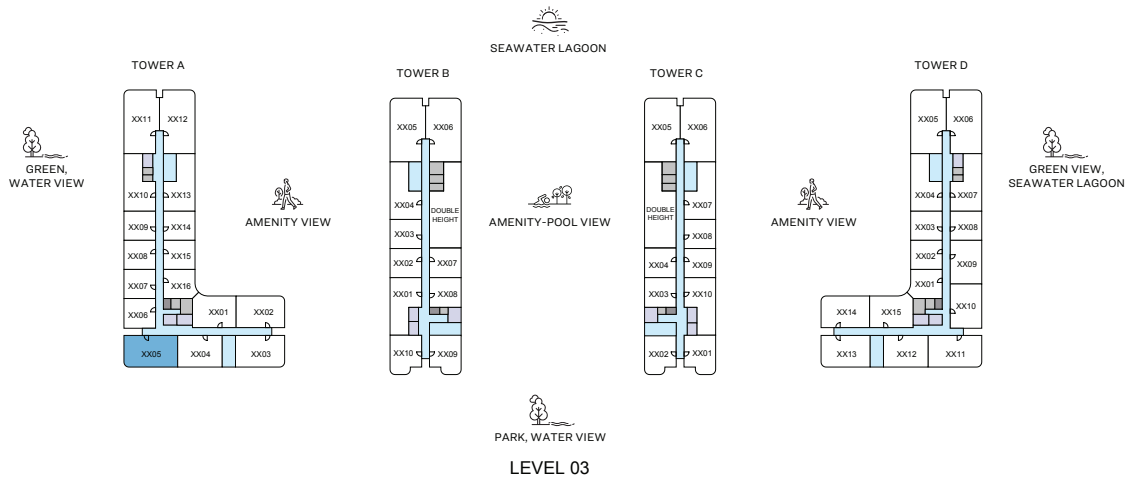 SEAWATER LAGOON
TOWER A
TOWER B
TOWER C
TOWER D
GREEN,
WATER VIEW
AMENITY VIEW
AMENITY-POOL VIEW
AMENITY VIEW
GREEN VIEW,
SEAWATER LAGOON
XX11
XX12
XX10
XX13
XX09
XX14
XX08
XX15
XX07
XX16
XX06
XX01
XX02
XX05
XX04
XX03
XX05
XX06
XX04
DOUBLE
HEIGHT
XX03
XX02
XX07
XX01
XX08
XX10
XX09
XX05
XX06
DOUBLE
HEIGHT
XX07
XX08
XX04
XX09
XX03
XX10
XX02
XX01
XX05
XX06
XX04
XX07
XX03
XX08
XX02
XX09
XX01
XX10
XX14
XX15
XX13
XX12
XX11
PARK, WATER VIEW
LEVEL 03